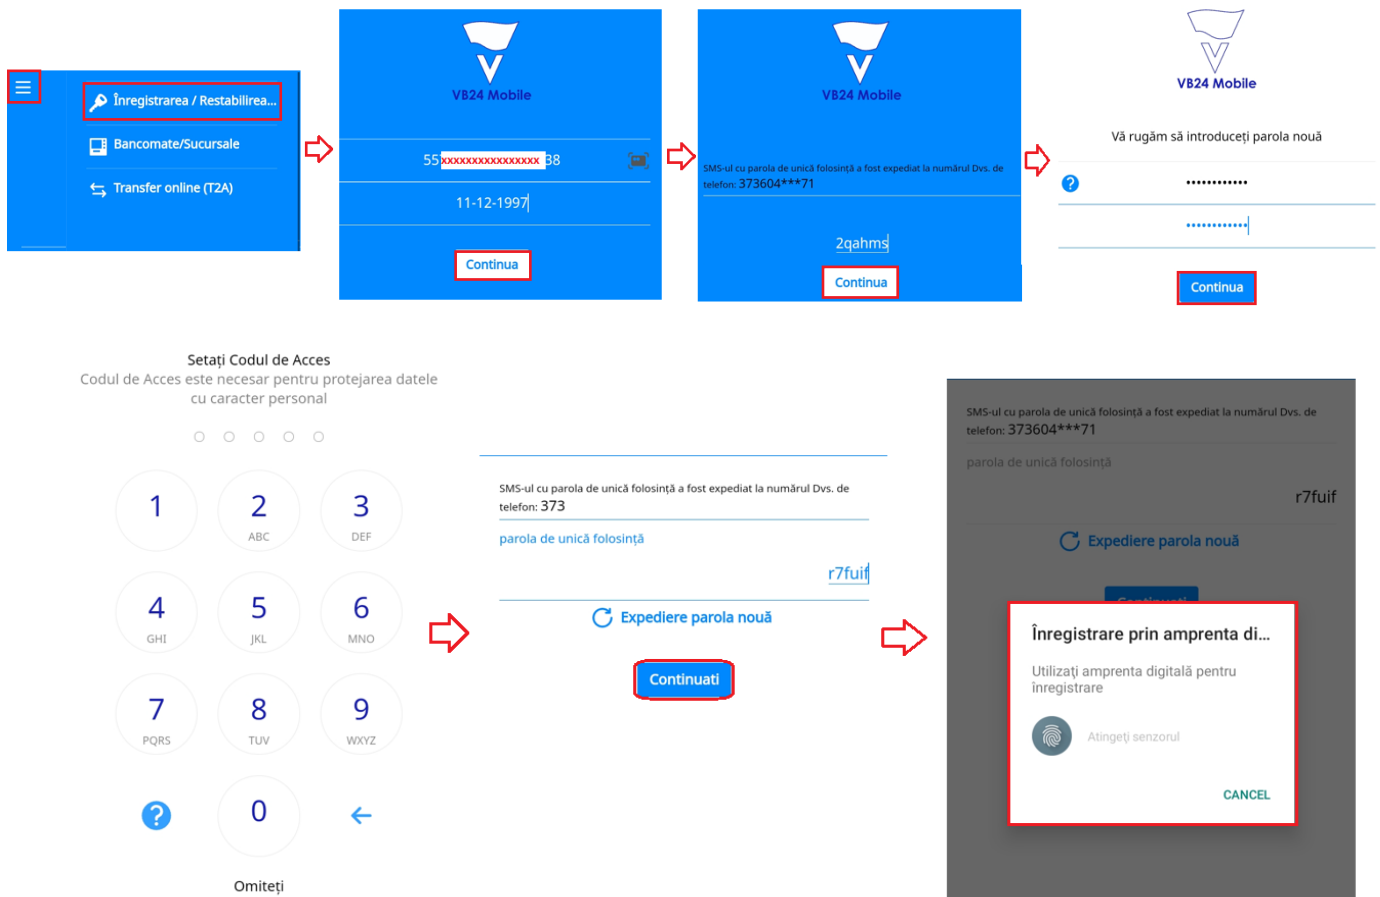 Înregistrarea / Restabilirea...
Bancomate/Sucursale
Transfer online (T2A)
VB24 Mobile
55xxxxxxxxxxxxxxxx38
11-12-1997
Continua
VB24 Mobile
SMS-ul cu parola de unică folosință a fost expediat la numărul Dvs. de
telefon: 373604***71
2qahms
Continua
VB24 Mobile
Vă rugăm să introduceți parola nouă
••••••••••••
••••••••••••
Continua
Setați Codul de Acces
Codul de Acces este necesar pentru protejarea datele
cu caracter personal
1
2
ABC
3
DEF
4
GHI
5
JKL
6
MNO
7
PQRS
8
TUV
9
WXYZ
0
Omiteți
SMS-ul cu parola de unică folosință a fost expediat la numărul Dvs. de
telefon: 373
parola de unică folosință
r7fuif
Expediere parola nouă
Continuati
SMS-ul cu parola de unică folosință a fost expediat la numărul Dvs. de
telefon: 373604***71
parola de unică folosință
r7fuif
Expediere parola nouă
Continuati
Înregistrare prin amprenta di...
Utilizaţi amprenta digitală pentru
înregistrare
Atingeţi senzorul
CANCEL